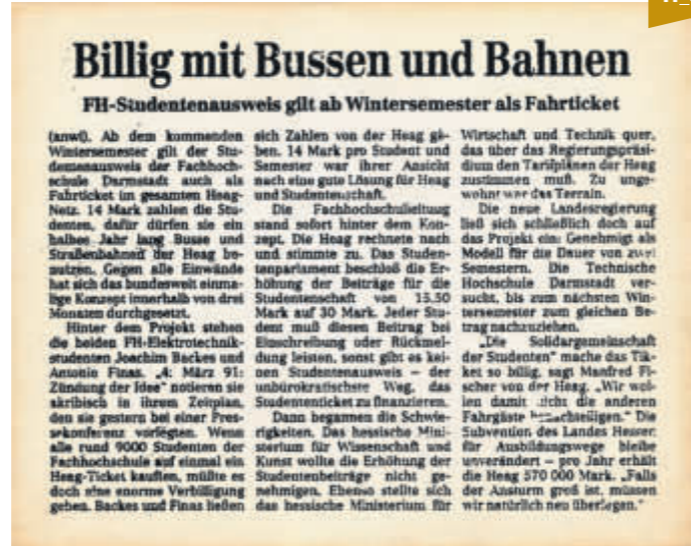 Billig mit Bussen und Bahnen
FH-Studentenausweis gilt ab Wintersemester als Fahrticket
(anwi). Ab dem kommenden
Wintersemester gilt der Stu-
dentenausweis der Fachhoch-
schule Darmstadt auch als
Fahrticket im gesamten Heag-
Netz. 14 Mark zahlen die Stu-
denten, dafür dürfen sie ein
halbes Jahr lang Busse und
Straßenbahnen der Heag be-
nutzen. Gegen alle Einwände
hat sich das bundesweit einma-
lige Konzept innerhalb von drei
Monaten durchgesetzt.
Hinter dem Projekt stehen
die beiden FH-Elektrotechnik-
studenten Joachim Backes und
Antonio Finas. „4. März 91:
Zündung der Idee" notieren sie
akribisch in ihrem Zeitplan,
den sie gestern bei einer Pres-
sekonferenz vorlegten. Wenn
alle rund 9000 Studenten der
Fachhochschule auf einmal ein
Heag-Ticket kauften, müßte es
doch eine enorme Verbilligung
geben. Backes und Finas ließen
sich Zahlen von der Heag ge-
ben. 14 Mark pro Student und
Semester war ihrer Ansicht
nach eine gute Lösung für Heag
und Studentenschaft.
Die Fachhochschulleitung
stand sofort hinter dem Kon-
zept. Die Heag rechnete nach
und stimmte zu. Das Studen-
tenparlament beschloß die Er-
höhung der Beiträge für die
Studentenschaft von 15.50
Mark auf 30 Mark. Jeder Stu-
dent muß diesen Beitrag bei
Einschreibung oder Rückmel-
dung leisten, sonst gibt es kei-
nen Studentenausweis – der
unbürokratischste Weg, das
Studententicket zu finanzieren.
Dann begannen die Schwie-
rigkeiten. Das hessische Mini-
sterium für Wissenschaft und
Kunst wollte die Erhöhung der
Studentenbeiträge nicht ge-
nehmigen. Ebenso stellte sich
das hessische Ministerium für
Wirtschaft und Technik quer,
das über das Regierungspräsi-
dium den Tarifplänen der Heag
zustimmen muß. Zu unge-
wohnt war das Terrain.
Die neue Landesregierung
ließ sich schließlich doch auf
das Projekt ein: Genehmigt als
Modell für die Dauer von zwei
Semestern. Die Technische
Hochschule Darmstadt ver-
sucht, bis zum nächsten Win-
tersemester zum gleichen Be-
trag nachzuziehen.
„Die Solidargemeinschaft
der Studenten" mache das Tik-
ket so billig, sagt Manfred Fi-
scher von der Heag. „Wir wol-
len damit nicht die anderen
Fahrgäste benachteiligen." Die
Subvention des Landes Hessen
für Ausbildungswege bleibe
unverändert – pro Jahr erhält
die Heag 570 000 Mark. „Falls
der Ansturm groß ist, müssen
wir natürlich neu überlegen."